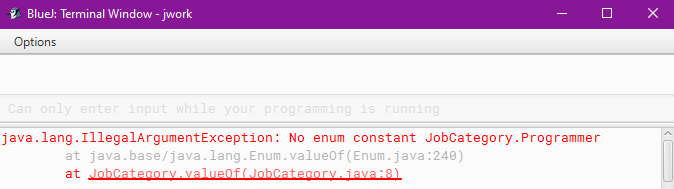 BlueJ: Terminal Window - jwork
Options
Can only enter input while your programming is running
java.lang.IllegalArgumentException: No enum constant JobCategory.Programmer
at java.base/java.lang.Enum.valueOf(Enum.java:240)
at JobCategory.valueOf(JobCategory.java:8)